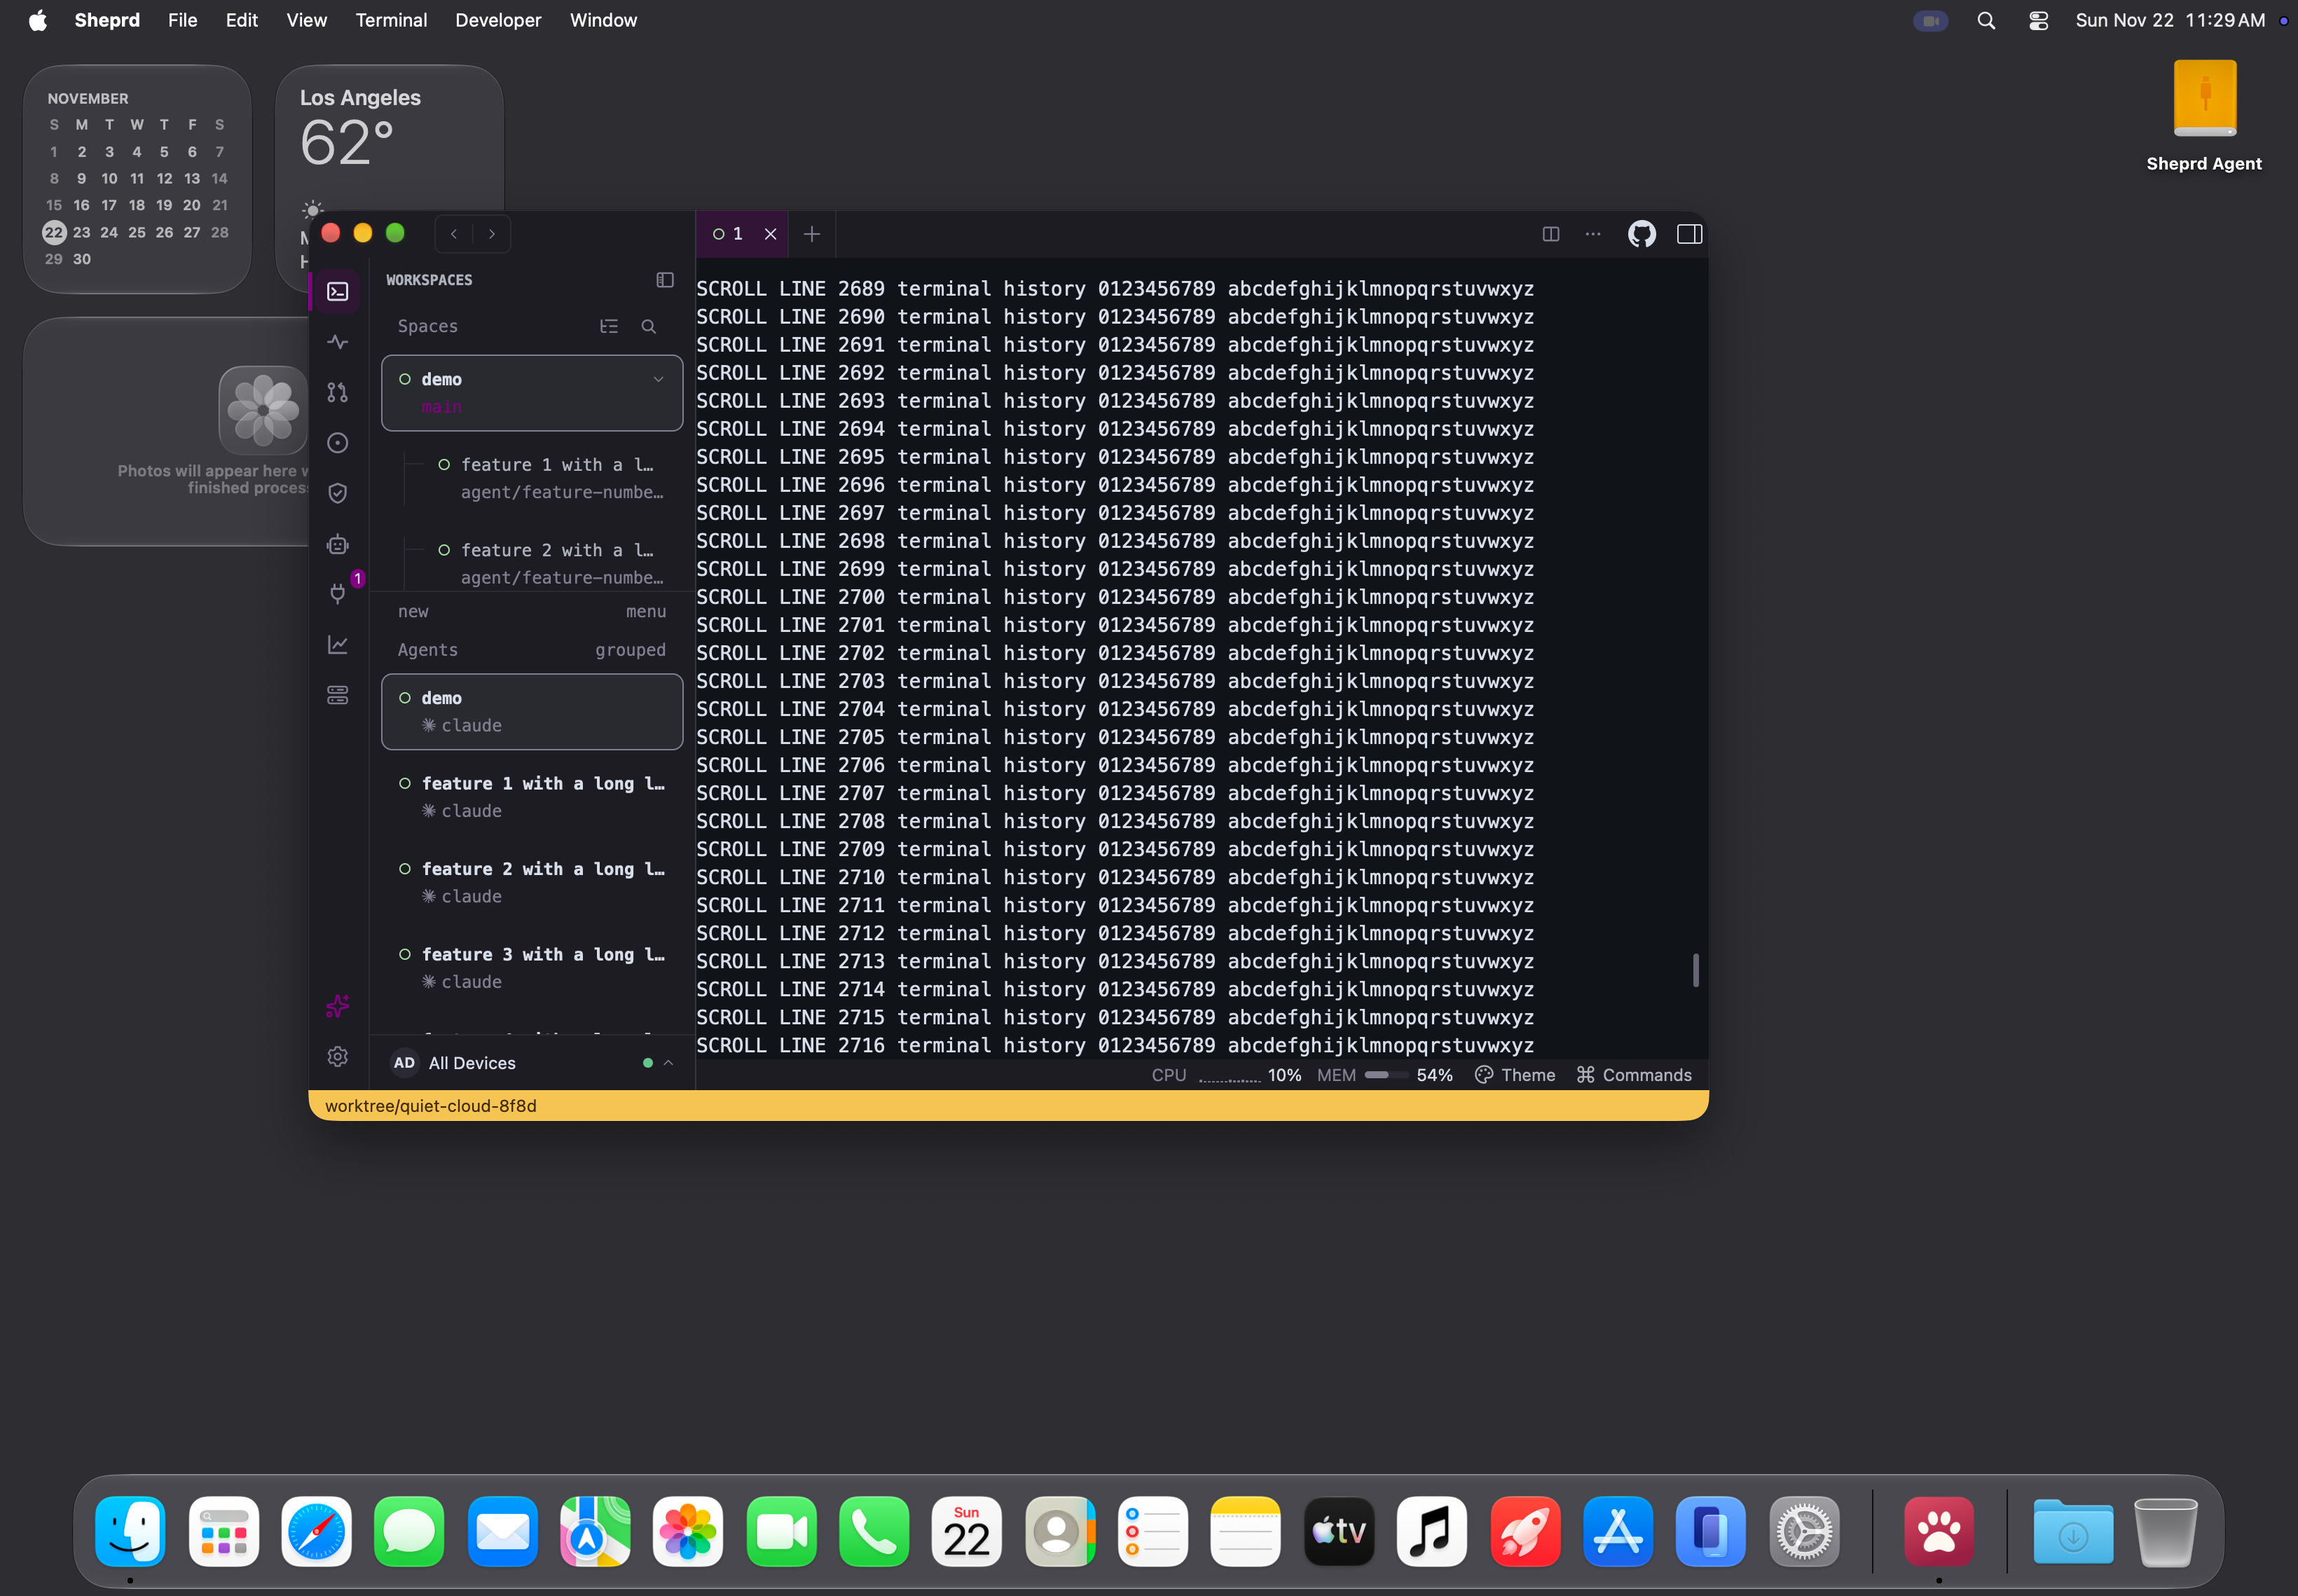 Sheprd File Edit View Terminal Developer Window
Sun Nov 22 11:29 AM
NOVEMBER
S M T W T F S
1 2 3 4 5 6 7
8 9 10 11 12 13 14
15 16 17 18 19 20 21
22 23 24 25 26 27 28
29 30
Los Angeles
62°
Photos will appear here
finished
Sheprd Agent
1
WORKSPACES
Spaces
demo
main
feature 1 with a l…
agent/feature-numbe…
feature 2 with a l…
agent/feature-numbe…
1
new menu
Agents grouped
demo
claude
feature 1 with a long l…
claude
feature 2 with a long l…
claude
feature 3 with a long l…
claude
AD All Devices
SCROLL LINE 2689 terminal history 0123456789 abcdefghijklmnopqrstuvwxyz
SCROLL LINE 2690 terminal history 0123456789 abcdefghijklmnopqrstuvwxyz
SCROLL LINE 2691 terminal history 0123456789 abcdefghijklmnopqrstuvwxyz
SCROLL LINE 2692 terminal history 0123456789 abcdefghijklmnopqrstuvwxyz
SCROLL LINE 2693 terminal history 0123456789 abcdefghijklmnopqrstuvwxyz
SCROLL LINE 2694 terminal history 0123456789 abcdefghijklmnopqrstuvwxyz
SCROLL LINE 2695 terminal history 0123456789 abcdefghijklmnopqrstuvwxyz
SCROLL LINE 2696 terminal history 0123456789 abcdefghijklmnopqrstuvwxyz
SCROLL LINE 2697 terminal history 0123456789 abcdefghijklmnopqrstuvwxyz
SCROLL LINE 2698 terminal history 0123456789 abcdefghijklmnopqrstuvwxyz
SCROLL LINE 2699 terminal history 0123456789 abcdefghijklmnopqrstuvwxyz
SCROLL LINE 2700 terminal history 0123456789 abcdefghijklmnopqrstuvwxyz
SCROLL LINE 2701 terminal history 0123456789 abcdefghijklmnopqrstuvwxyz
SCROLL LINE 2702 terminal history 0123456789 abcdefghijklmnopqrstuvwxyz
SCROLL LINE 2703 terminal history 0123456789 abcdefghijklmnopqrstuvwxyz
SCROLL LINE 2704 terminal history 0123456789 abcdefghijklmnopqrstuvwxyz
SCROLL LINE 2705 terminal history 0123456789 abcdefghijklmnopqrstuvwxyz
SCROLL LINE 2706 terminal history 0123456789 abcdefghijklmnopqrstuvwxyz
SCROLL LINE 2707 terminal history 0123456789 abcdefghijklmnopqrstuvwxyz
SCROLL LINE 2708 terminal history 0123456789 abcdefghijklmnopqrstuvwxyz
SCROLL LINE 2709 terminal history 0123456789 abcdefghijklmnopqrstuvwxyz
SCROLL LINE 2710 terminal history 0123456789 abcdefghijklmnopqrstuvwxyz
SCROLL LINE 2711 terminal history 0123456789 abcdefghijklmnopqrstuvwxyz
SCROLL LINE 2712 terminal history 0123456789 abcdefghijklmnopqrstuvwxyz
SCROLL LINE 2713 terminal history 0123456789 abcdefghijklmnopqrstuvwxyz
SCROLL LINE 2714 terminal history 0123456789 abcdefghijklmnopqrstuvwxyz
SCROLL LINE 2715 terminal history 0123456789 abcdefghijklmnopqrstuvwxyz
SCROLL LINE 2716 terminal history 0123456789 abcdefghijklmnopqrstuvwxyz
CPU 10% MEM 54% Theme Commands
worktree/quiet-cloud-8f8d
Sun
22
tv